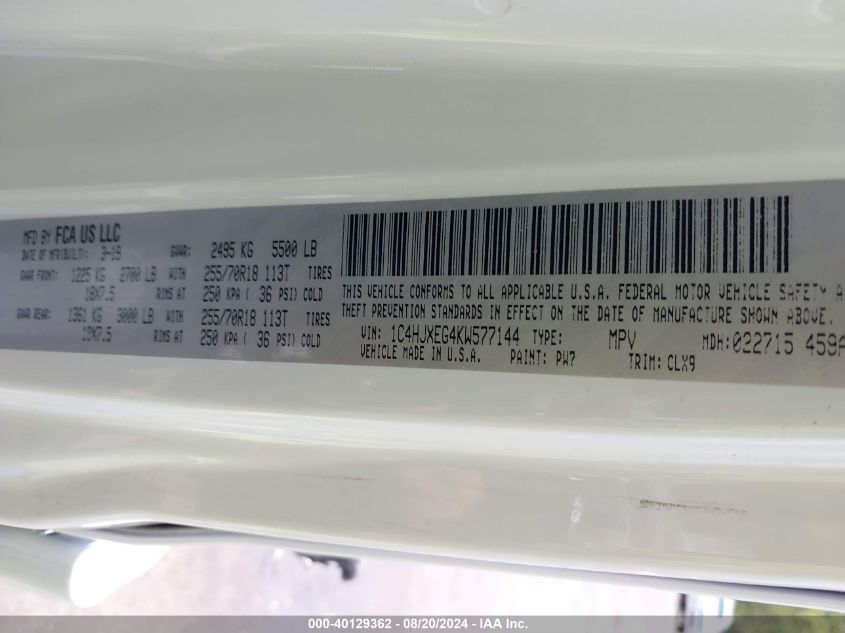 MFD BY FCA US LLC
DATE OF MFR(BUILT): 3-19 GVWR: 2495 KG 5500 LB
GAWR FRONT: 1225 KG 2700 LB WITH 255/70R18 113T TIRES
18X7.5 RIMS AT 250 KPA ( 36 PSI) COLD
GAWR REAR: 1361 KG 3000 LB WITH 255/70R18 113T TIRES
18X7.5 RIMS AT 250 KPA ( 36 PSI) COLD
THIS VEHICLE CONFORMS TO ALL APPLICABLE U.S.A. FEDERAL MOTOR VEHICLE SAFETY A
THEFT PREVENTION STANDARDS IN EFFECT ON THE DATE OF MANUFACTURE SHOWN ABOVE.
VIN: 1C4HJXEG4KW577144 TYPE: MPV MDH:022715 459A
VEHICLE MADE IN U.S.A. PAINT: PW7 TRIM: CLX9
000-40129362 - 08/20/2024 - IAA Inc.